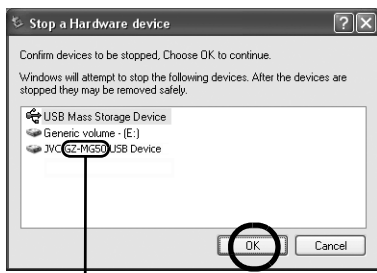 Stop a Hardware device
Confirm devices to be stopped, Choose OK to continue.
Windows will attempt to stop the following devices. After the devices are
stopped they may be removed safely.
USB Mass Storage Device
Generic volume - (E:)
JVC GZ-MG50 USB Device
OK Cancel